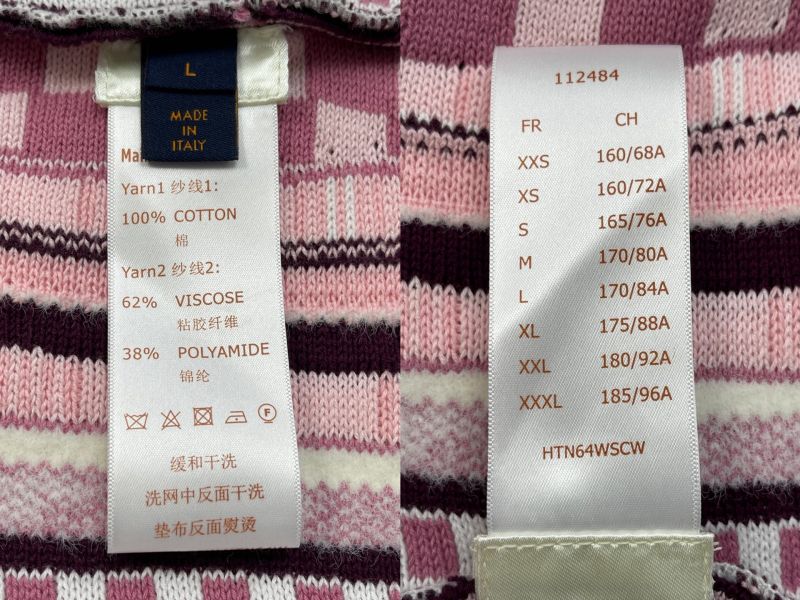 L
MADE
IN
ITALY
Yarn1 纱线1:
100% COTTON
棉
Yarn2 纱线2:
62% VISCOSE
粘胶纤维
38% POLYAMIDE
锦纶
F
缓和干洗
洗网中反面干洗
垫布反面熨烫
112484
FR CH
XXS 160/68A
XS 160/72A
S 165/76A
M 170/80A
L 170/84A
XL 175/88A
XXL 180/92A
XXXL 185/96A
HTN64WSCW